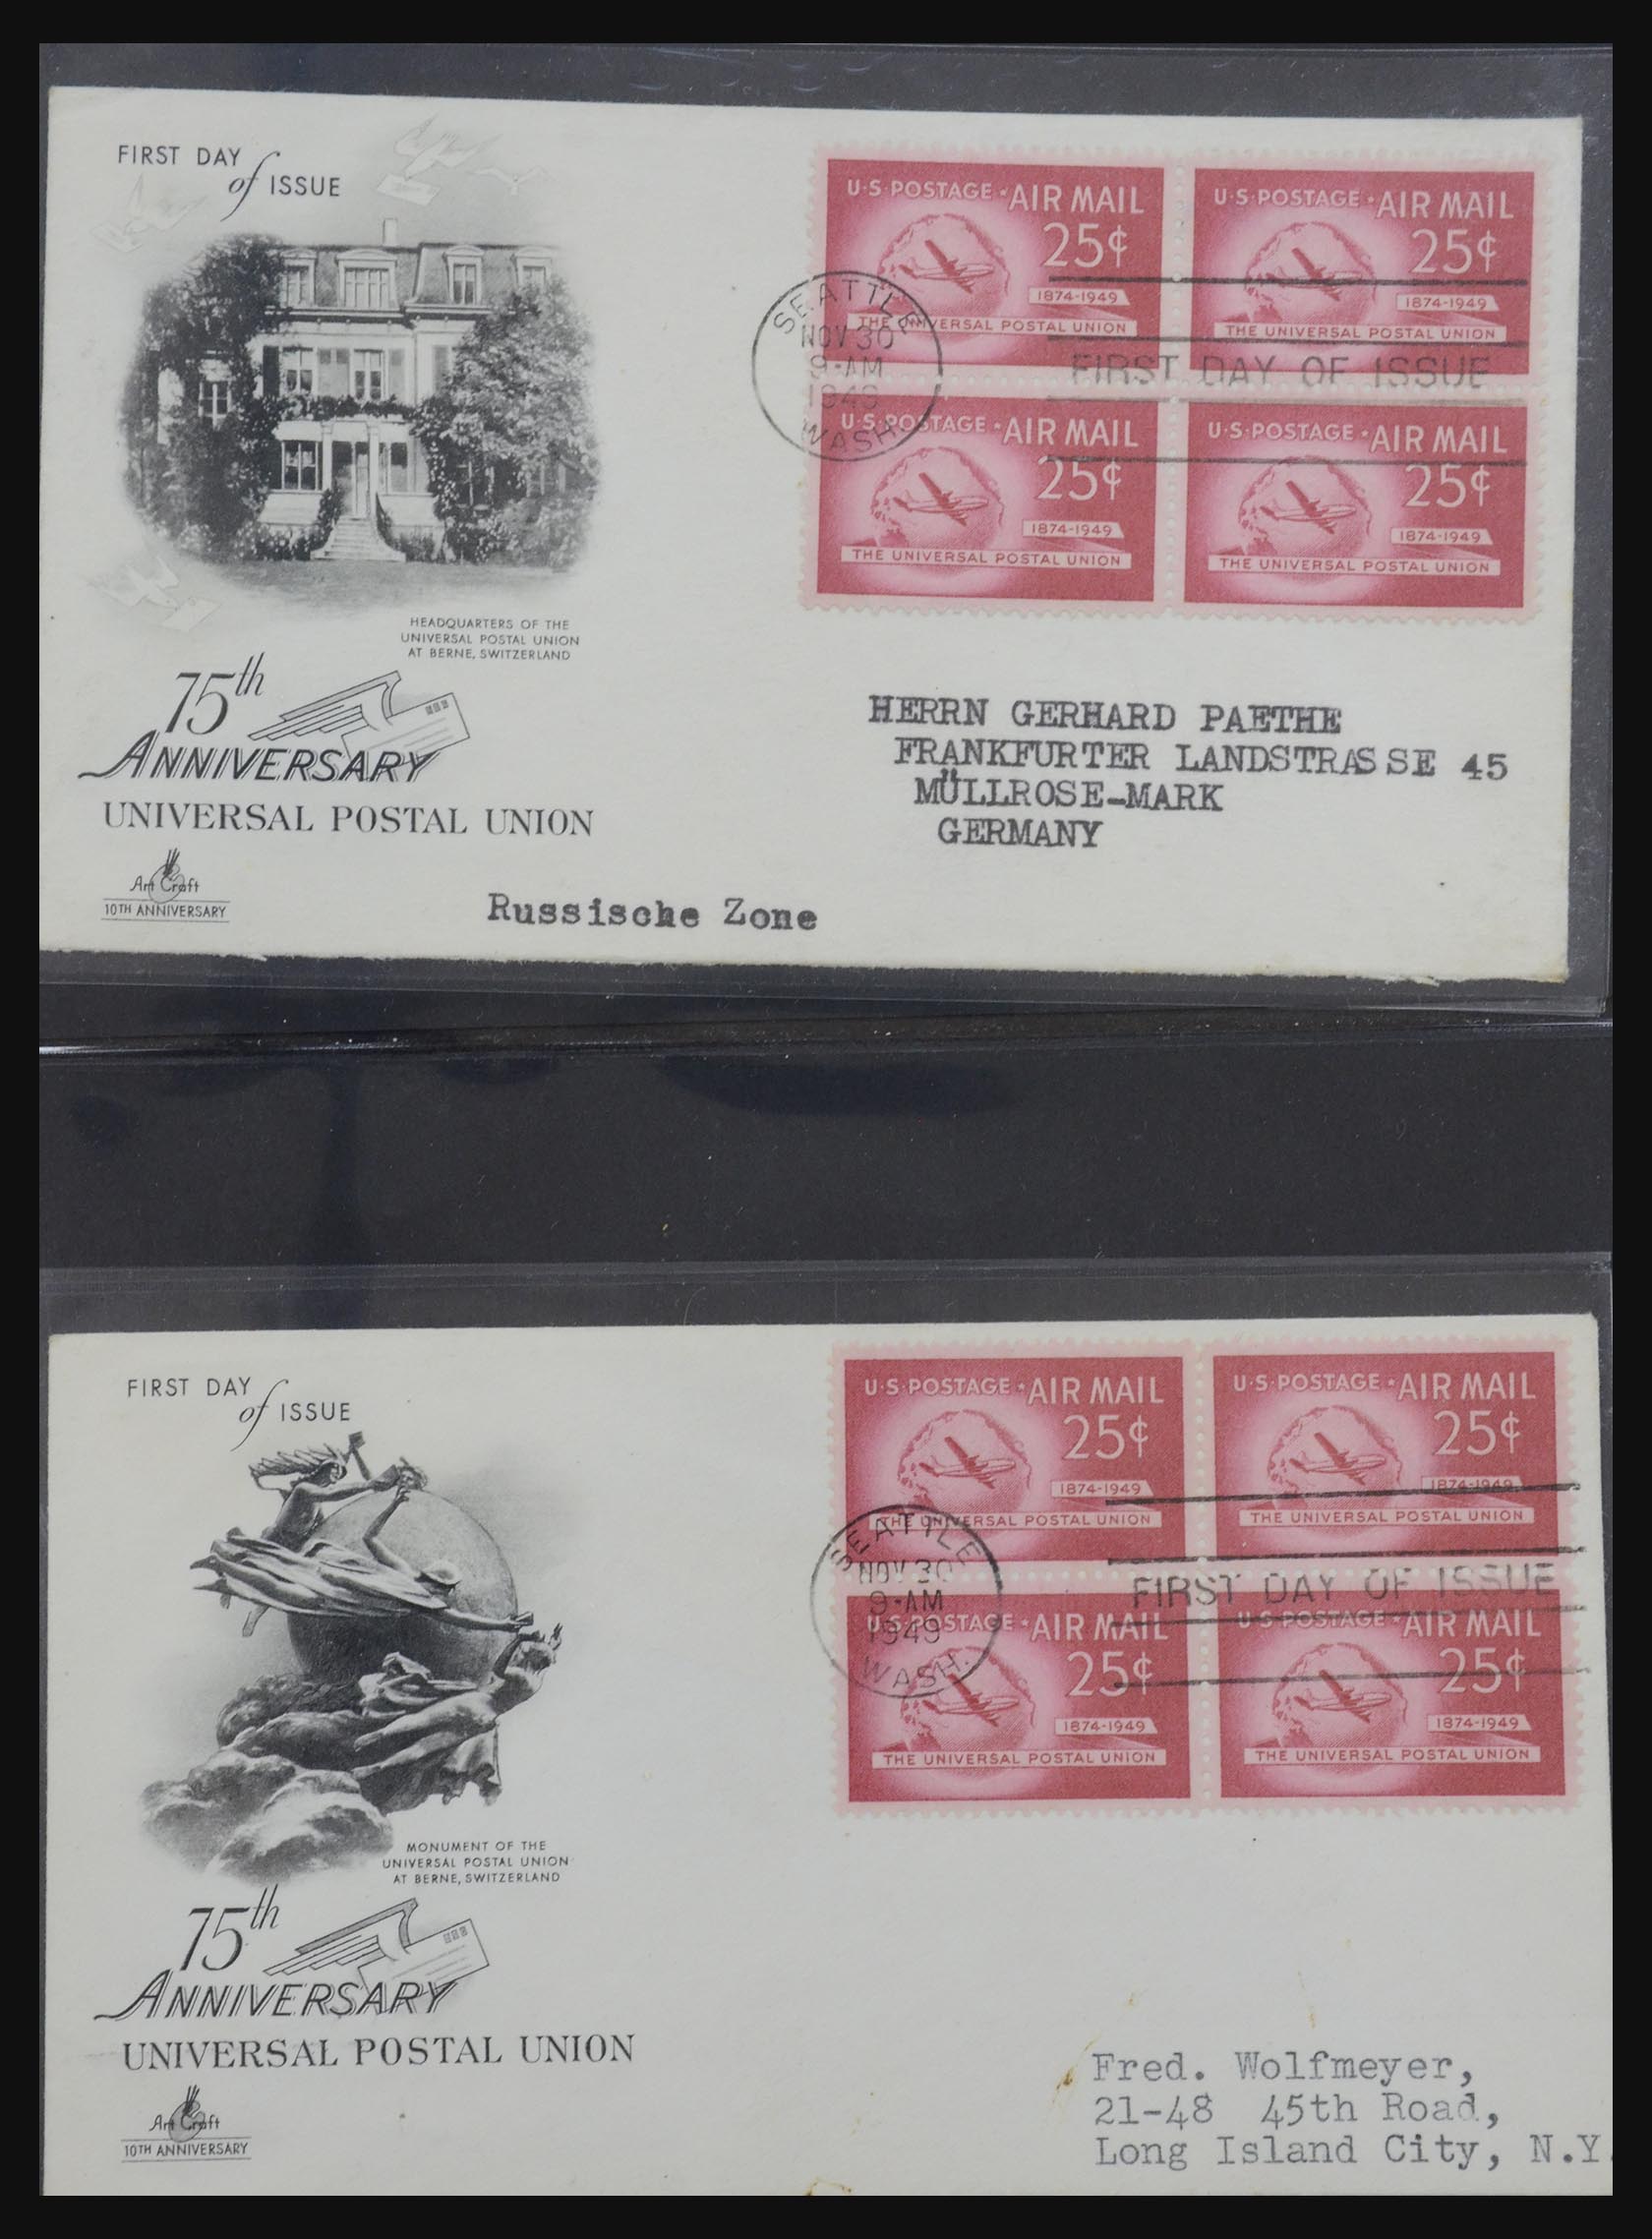 FIRST DAY
of ISSUE
U·S·POSTAGE · AIR MAIL
25¢
1874-1949
THE UNIVERSAL POSTAL UNION
U·S·POSTAGE · AIR MAIL
25¢
1874-1949
THE UNIVERSAL POSTAL UNION
SEATTLE
NOV 30
9-AM
1949
WASH.
FIRST DAY OF ISSUE
U·S·POSTAGE · AIR MAIL
25¢
1874-1949
THE UNIVERSAL POSTAL UNION
U·S·POSTAGE · AIR MAIL
25¢
1874-1949
THE UNIVERSAL POSTAL UNION
HEADQUARTERS OF THE
UNIVERSAL POSTAL UNION
AT BERNE, SWITZERLAND
75th
ANNIVERSARY
UNIVERSAL POSTAL UNION
Art Craft
10TH ANNIVERSARY
HERRN GERHARD PAETHE
FRANKFURTER LANDSTRASSE 45
MÜLLROSE-MARK
GERMANY
Russische Zone
FIRST DAY
of ISSUE
U·S·POSTAGE · AIR MAIL
25¢
1874-1949
THE UNIVERSAL POSTAL UNION
U·S·POSTAGE · AIR MAIL
25¢
1874-1949
THE UNIVERSAL POSTAL UNION
SEATTLE
NOV 30
9-AM
1949
WASH.
FIRST DAY OF ISSUE
U·S·POSTAGE · AIR MAIL
25¢
1874-1949
THE UNIVERSAL POSTAL UNION
U·S·POSTAGE · AIR MAIL
25¢
1874-1949
THE UNIVERSAL POSTAL UNION
MONUMENT OF THE
UNIVERSAL POSTAL UNION
AT BERNE, SWITZERLAND
75th
ANNIVERSARY
UNIVERSAL POSTAL UNION
Art Craft
10TH ANNIVERSARY
Fred. Wolfmeyer,
21-48 45th Road,
Long Island City, N.Y.